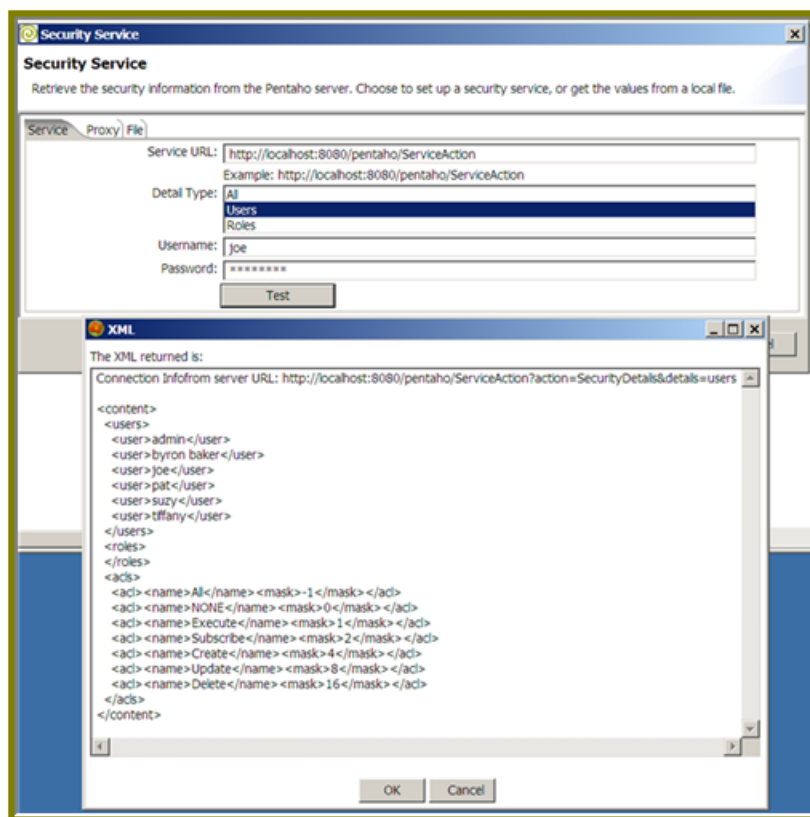 Security Service
Security Service
Retrieve the security information from the Pentaho server. Choose to set up a security service, or get the values from a local file.
Service Proxy File
Service URL: http://localhost:8080/pentaho/ServiceAction
Example: http://localhost:8080/pentaho/ServiceAction
Detail Type: All
Users
Roles
Username: joe
Password: ********
Test
XML
The XML returned is:
Connection Infofrom server URL: http://localhost:8080/pentaho/ServiceAction?action=SecurityDetails&details=users
<content>
<users>
<user>admin</user>
<user>byron baker</user>
<user>joe</user>
<user>pat</user>
<user>suzy</user>
<user>tiffany</user>
</users>
<roles>
</roles>
<acls>
<acl><name>All</name><mask>-1</mask></acl>
<acl><name>NONE</name><mask>0</mask></acl>
<acl><name>Execute</name><mask>1</mask></acl>
<acl><name>Subscribe</name><mask>2</mask></acl>
<acl><name>Create</name><mask>4</mask></acl>
<acl><name>Update</name><mask>8</mask></acl>
<acl><name>Delete</name><mask>16</mask></acl>
</acls>
</content>
OK Cancel